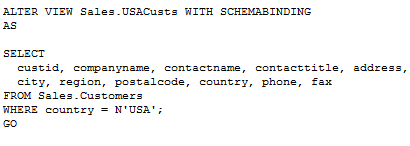 ALTER VIEW Sales.USACusts WITH SCHEMABINDING
AS
SELECT
custid, companyname, contactname, contacttitle, address,
city, region, postalcode, country, phone, fax
FROM Sales.Customers
WHERE country = N'USA';
GO